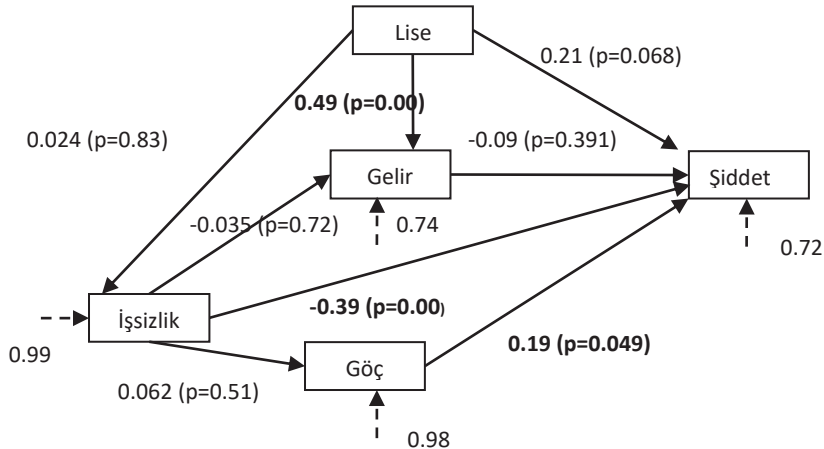 Lise
0.21 (p=0.068)
0.49 (p=0.00)
0.024 (p=0.83)
-0.09 (p=0.391)
Gelir
Şiddet
-0.035 (p=0.72)
0.74
0.72
İşsizlik
-0.39 (p=0.00)
0.99
0.19 (p=0.049)
Göç
0.062 (p=0.51)
0.98